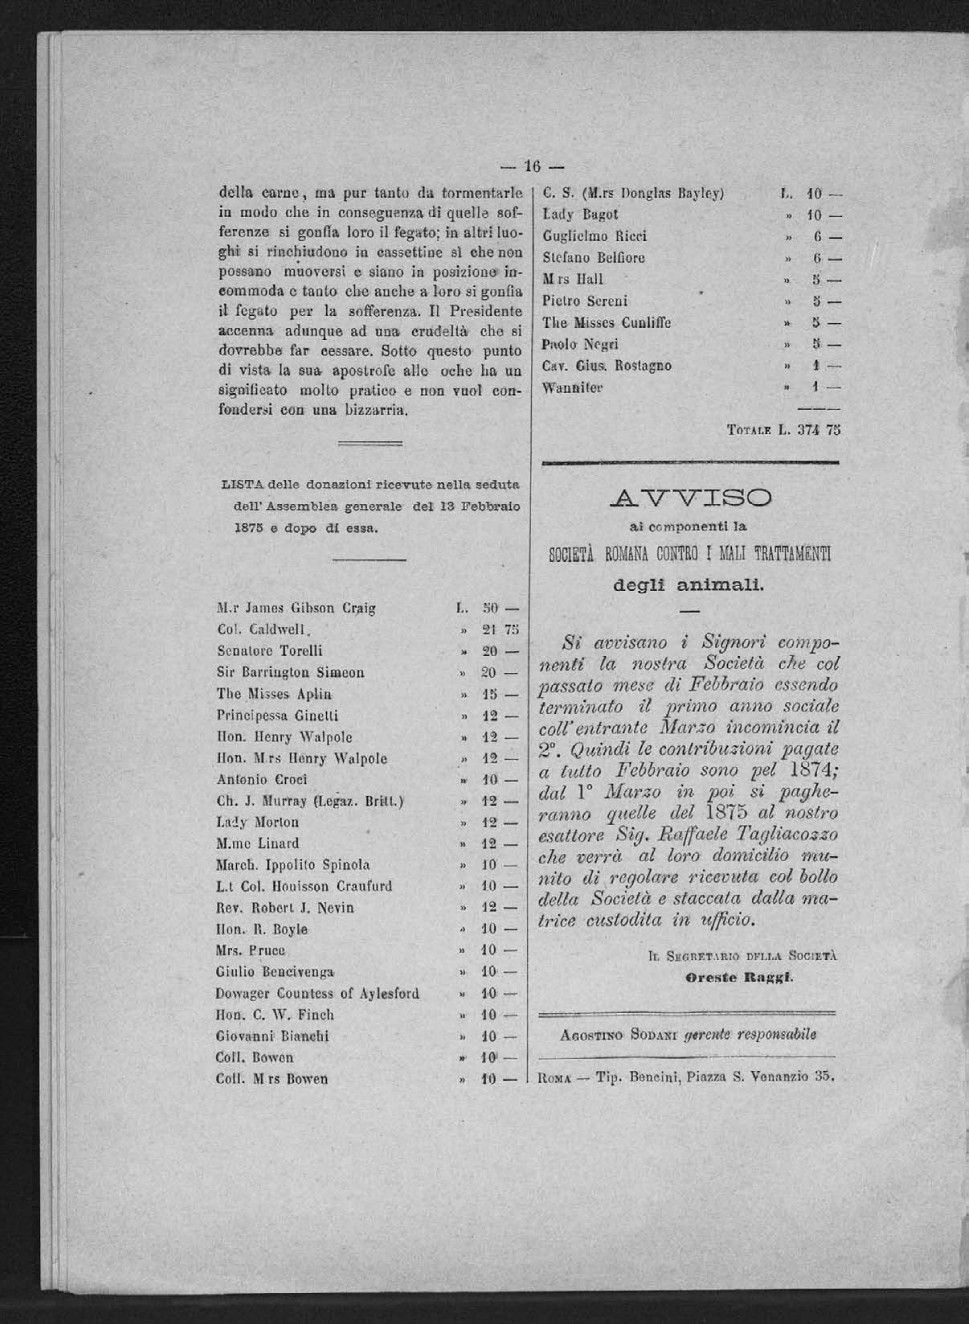 — 16 —
della carne, ma pur tanto da tormentarle
in modo che in conseguenza di quelle sof-
ferenze si gonfia loro il fegato; in altri luo-
ghi si rinchiudono in cassettine sì che non
possano muoversi e siano in posizione in-
commoda e tanto che anche a loro si gonfia
il fegato per la sofferenza. Il Presidente
accenna adunque ad una crudeltà che si
dovrebbe far cessare. Sotto questo punto
di vista la sua apostrofe alle oche ha un
significato molto pratico e non vuol con-
fondersi con una bizzarria.
LISTA delle donazioni ricevute nella seduta
dell' Assemblea generale del 13 Febbraio
1875 e dopo di essa.
M.r James Gibson Craig L. 50 —
Col. Caldwell. » 21 75
Senatore Torelli » 20 —
Sir Barrington Simeon » 20 —
The Misses Aplin » 15 —
Principessa Ginetti » 12 —
Hon. Henry Walpole » 12 —
Hon. M.rs Henry Walpole » 12 —
Antonio Croci » 10 —
Ch. J. Murray (Legaz. Britt.) » 12 —
Lady Morton » 12 —
M.me Linard » 12 —
March. Ippolito Spinola » 10 —
L.t Col. Houisson Craufurd » 10 —
Rev. Robert J. Nevin » 12 —
Hon. R. Boyle » 10 —
Mrs. Pruce » 10 —
Giulio Bencivenga » 10 —
Dowager Countess of Aylesford » 10 —
Hon. C. W. Finch » 10 —
Giovanni Bianchi » 10 —
Coll. Bowen » 10 —
Coll. M rs Bowen » 10 —
C. S. (M.rs Donglas Bayley) L. 10 —
Lady Bagot » 10 —
Guglielmo Ricci » 6 —
Stefano Belfiore » 6 —
M rs Hall » 5 —
Pietro Sereni » 5 —
The Misses Cunliffe » 5 —
Paolo Negri » 5 —
Cav. Gius. Rostagno » 1 —
Wanniter » 1 —
TOTALE L. 374 75
AVVISO
ai componenti la
SOCIETÀ ROMANA CONTRO I MALI TRATTAMENTI
degli animali.
Si avvisano i Signori compo-
nenti la nostra Società che col
passato mese di Febbraio essendo
terminato il primo anno sociale
coll'entrante Marzo incomincia il
2°. Quindi le contribuzioni pagate
a tutto Febbraio sono pel 1874;
dal 1° Marzo in poi si paghe-
ranno quelle del 1875 al nostro
esattore Sig. Raffaele Tagliacozzo
che verrà al loro domicilio mu-
nito di regolare ricevuta col bollo
della Società e staccata dalla ma-
trice custodita in ufficio.
IL SEGRETARIO DELLA SOCIETÀ
Oreste Raggi.
AGOSTINO SODANI gerente responsabile
ROMA — Tip. Bencini, Piazza S. Venanzio 35.